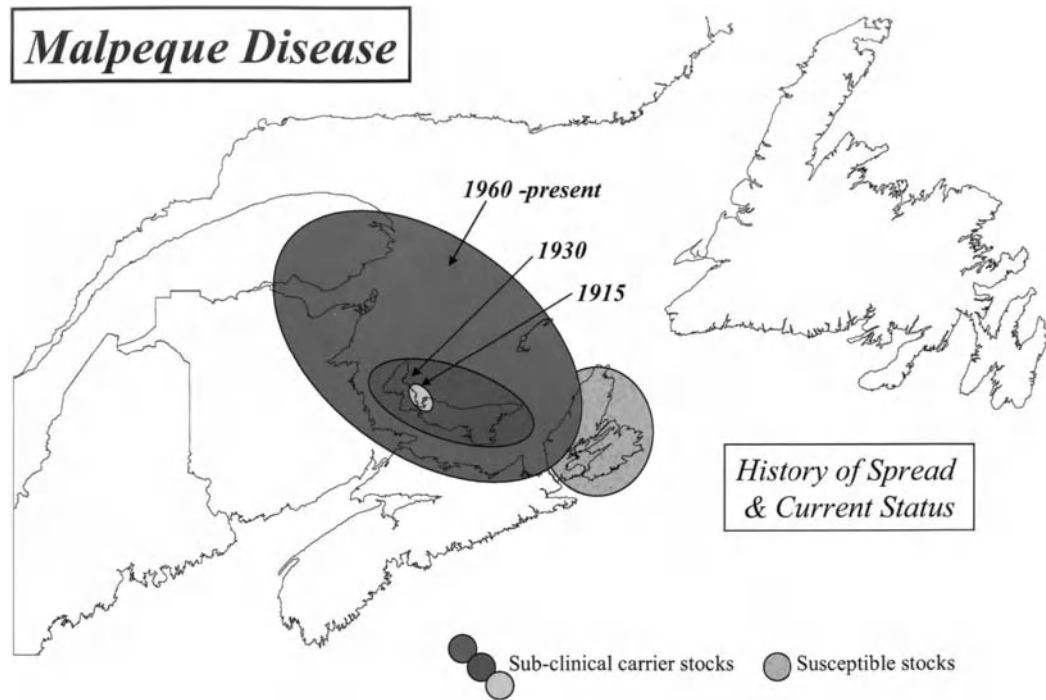 Malpeque Disease
1960 -present
1930
1915
History of Spread
& Current Status
Sub-clinical carrier stocks
Susceptible stocks